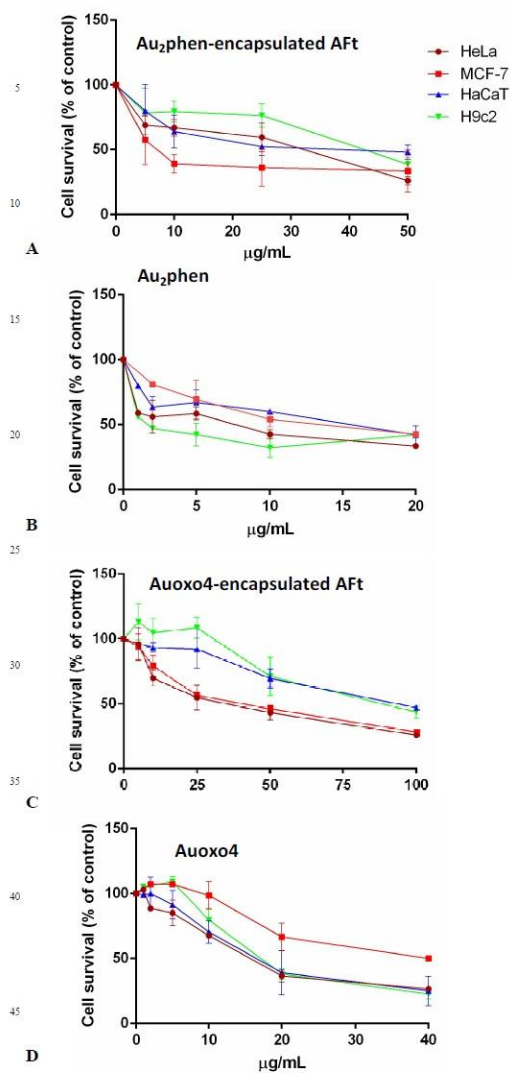 Au₂phen-encapsulated AFt
HeLa
MCF-7
HaCaT
H9c2
150
100
50
0
Cell survival (% of control)
0 10 20 30 40 50
µg/mL
5
10
A
Au₂phen
150
100
50
0
Cell survival (% of control)
0 5 10 15 20
µg/mL
15
20
B
25
Auoxo4-encapsulated AFt
150
100
50
0
Cell survival (% of control)
0 25 50 75 100
µg/mL
30
35
C
Auoxo4
150
100
50
0
Cell survival (% of control)
0 10 20 30 40
µg/mL
40
45
D